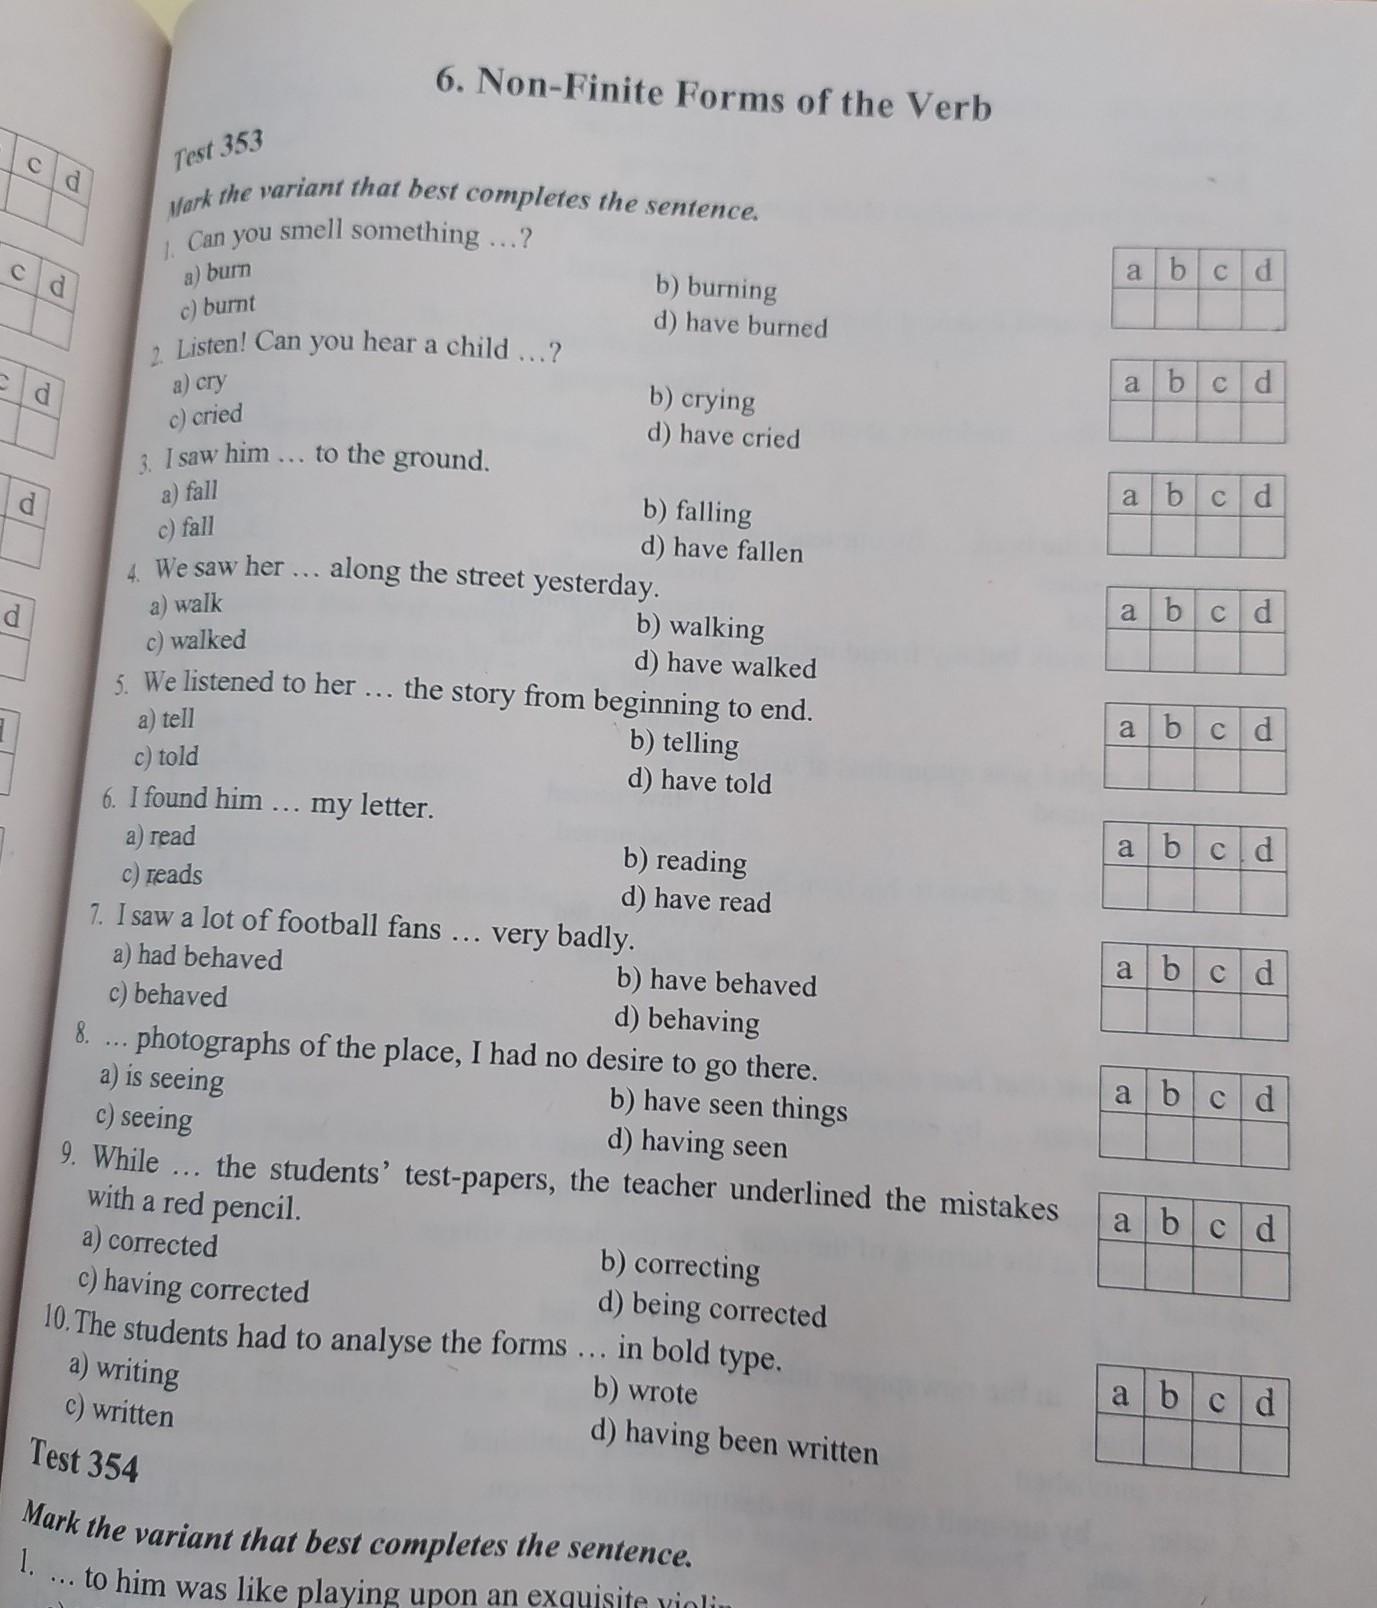 6. Non-Finite Forms of the Verb
Test 353
Mark the variant that best completes the sentence.
1. Can you smell something ...?
a) burn
b) burning
c) burnt
d) have burned
a b c d
2. Listen! Can you hear a child ...?
a) cry
b) crying
c) cried
d) have cried
a b c d
3. I saw him ... to the ground.
a) fall
b) falling
c) fall
d) have fallen
a b c d
4. We saw her ... along the street yesterday.
a) walk
b) walking
c) walked
d) have walked
a b c d
5. We listened to her ... the story from beginning to end.
a) tell
b) telling
c) told
d) have told
a b c d
6. I found him ... my letter.
a) read
b) reading
c) reads
d) have read
a b c d
7. I saw a lot of football fans ... very badly.
a) had behaved
b) have behaved
c) behaved
d) behaving
a b c d
8. ... photographs of the place, I had no desire to go there.
a) is seeing
b) have seen things
c) seeing
d) having seen
a b c d
9. While ... the students' test-papers, the teacher underlined the mistakes
with a red pencil.
a) corrected
b) correcting
c) having corrected
d) being corrected
a b c d
10. The students had to analyse the forms ... in bold type.
a) writing
b) wrote
c) written
d) having been written
a b c d
Test 354
Mark the variant that best completes the sentence.
1. ... to him was like playing upon an exquisite
c d
c d
c d
d
d